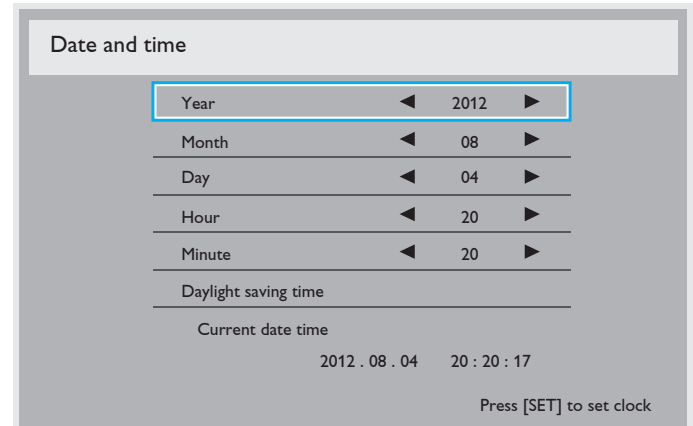 Date and time
Year ◀ 2012 ▶
Month ◀ 08 ▶
Day ◀ 04 ▶
Hour ◀ 20 ▶
Minute ◀ 20 ▶
Daylight saving time
Current date time
2012 . 08 . 04 20 : 20 : 17
Press [SET] to set clock